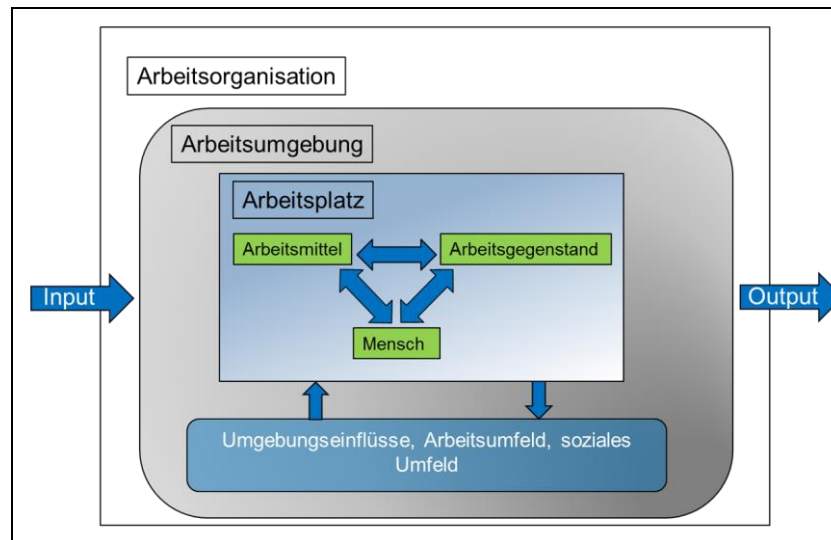 Arbeitsorganisation
Arbeitsumgebung
Arbeitsplatz
Arbeitsmittel
Arbeitsgegenstand
Input
Output
Mensch
Umgebungseinflüsse, Arbeitsumfeld, soziales
Umfeld